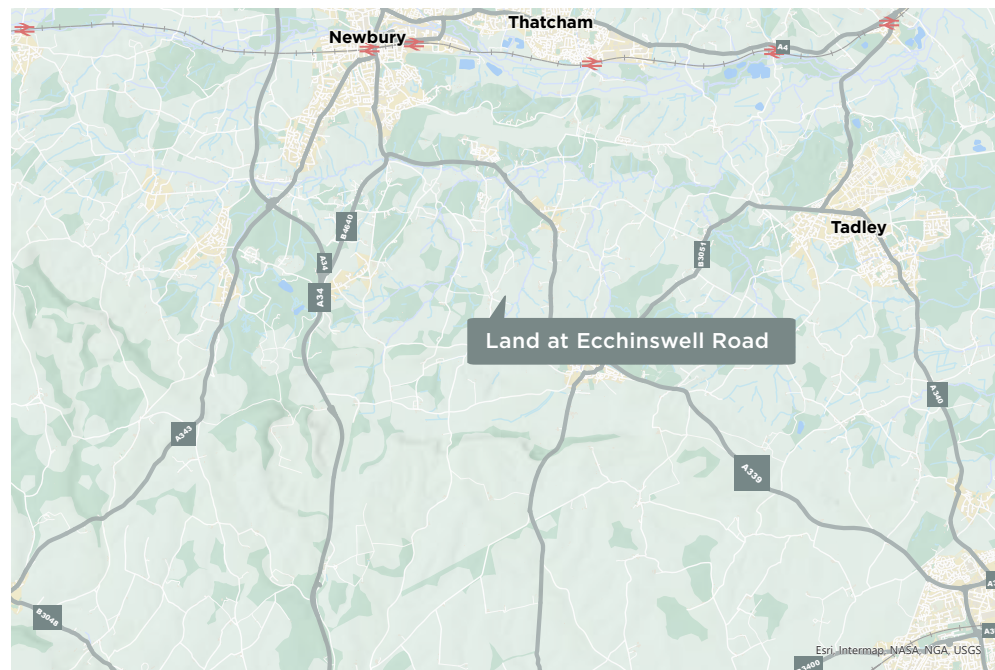 Thatcham
Newbury
A4
B4640
Tadley
B3051
A34
A34
Land at Ecchinswell Road
A340
A343
A339
B3048
A3400
Esri, Intermap, NASA, NGA, USGS